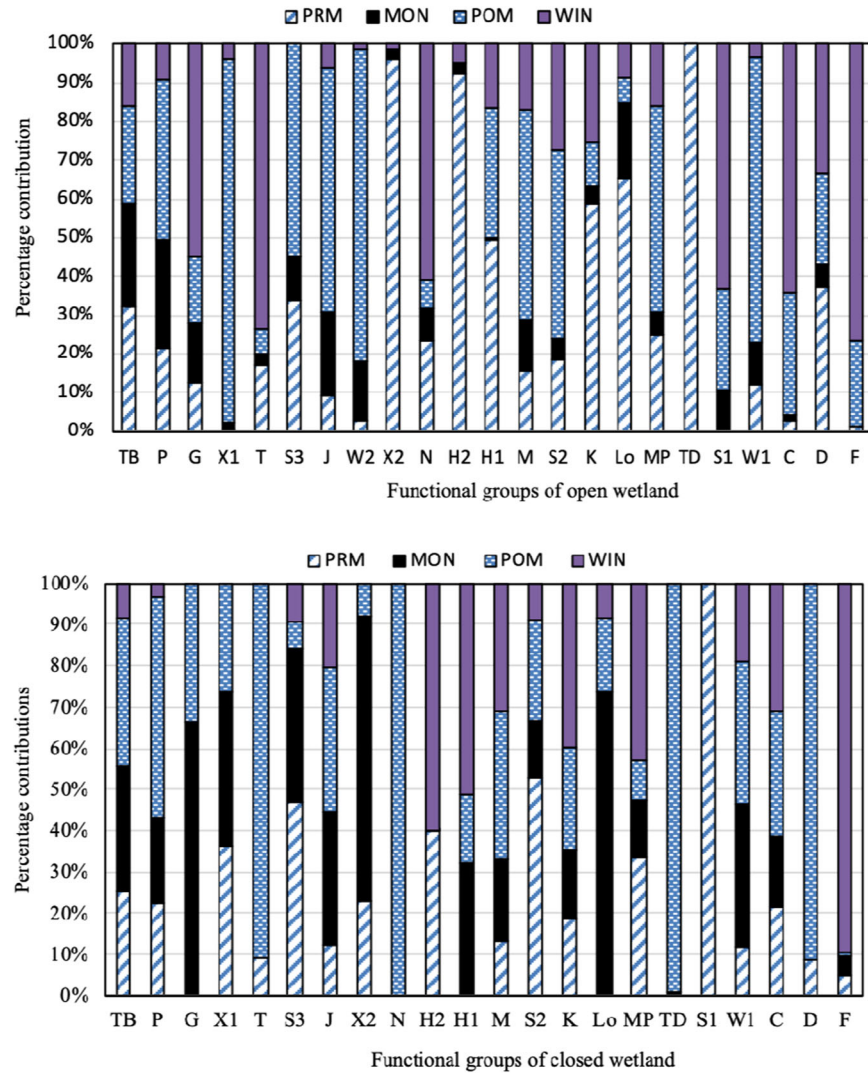 PRM MON POM WIN
100%
90%
80%
70%
60%
50%
40%
30%
20%
10%
0%
Percentage contribution
TB P G X1 T S3 J W2 X2 N H2 H1 M S2 K Lo MP TD S1 W1 C D F
Functional groups of open wetland
PRM MON POM WIN
100%
90%
80%
70%
60%
50%
40%
30%
20%
10%
0%
Percentage contributions
TB P G X1 T S3 J X2 N H2 H1 M S2 K Lo MP TD S1 W1 C D F
Functional groups of closed wetland